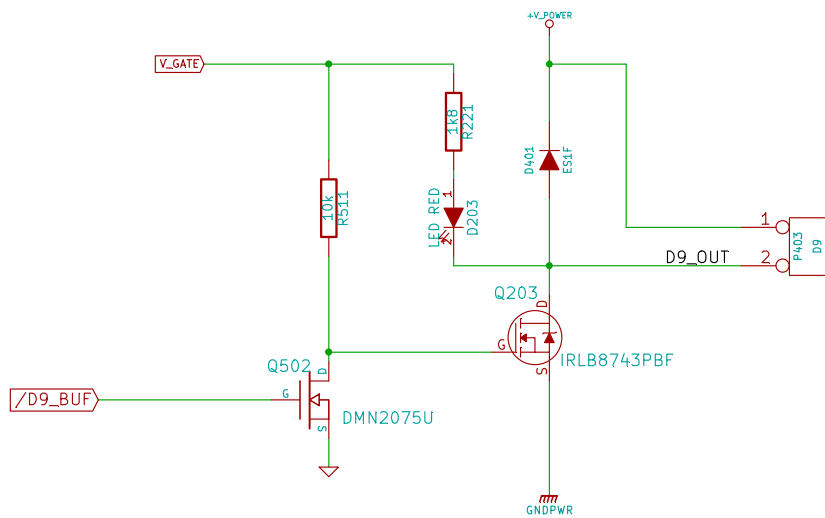 +V_POWER
V_GATE
1k8
R221
D401
ES1F
10k
R511
1
LED RED
D203
2
1
P403
D9
D9_OUT
2
Q203
D
G
IRLB8743PBF
S
Q502
D
/D9_BUF
G
DMN2075U
S
GNDPWR